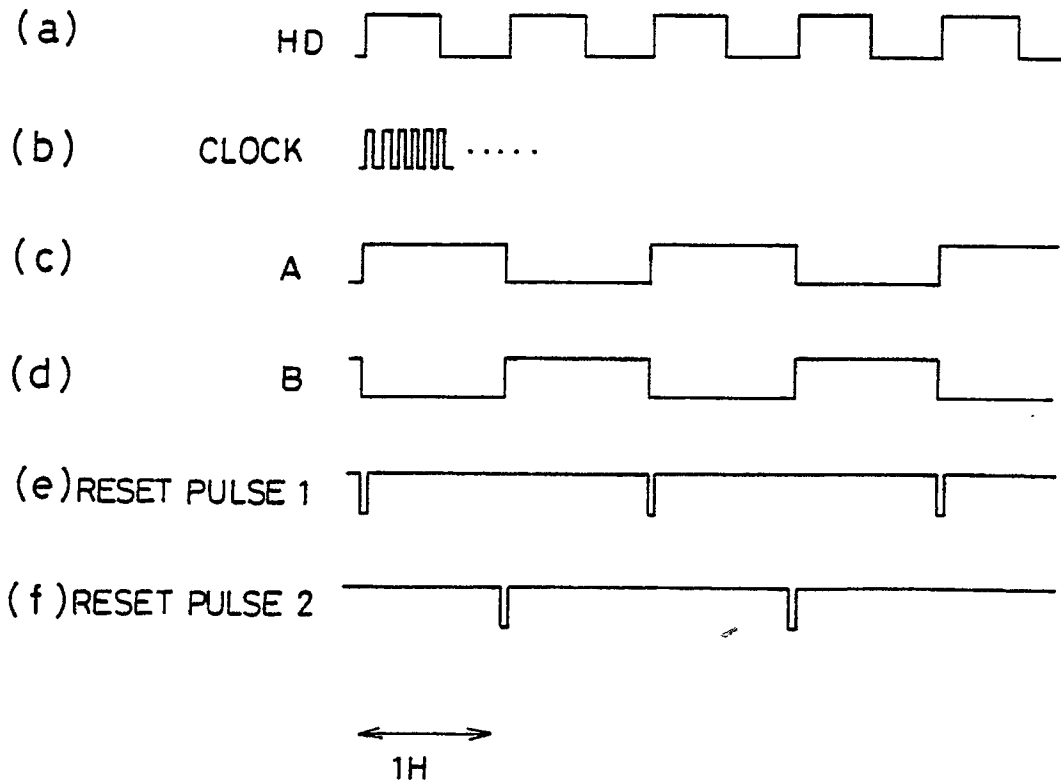 (a) HD
(b) CLOCK .....
(c) A
(d) B
(e) RESET PULSE 1
(f) RESET PULSE 2
1H